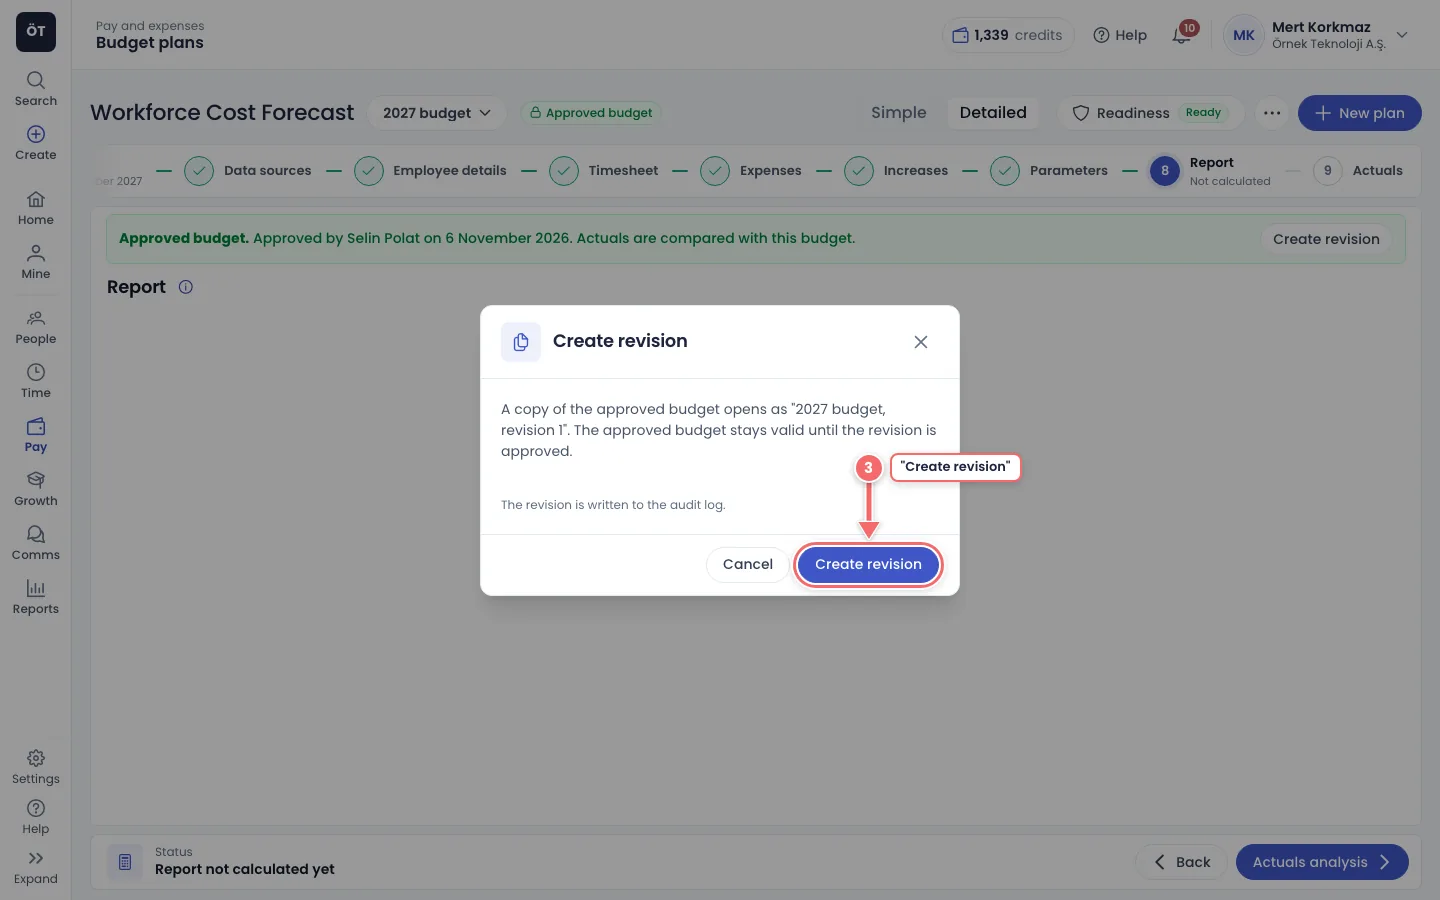 ÖT
Search
Create
Home
Mine
People
Time
Pay
Growth
Comms
Reports
Settings
Help
Expand
Pay and expenses
Budget plans
1,339 credits
Help
10
MK
Mert Korkmaz
Örnek Teknoloji A.Ş.
Workforce Cost Forecast
2027 budget
Approved budget
Simple
Detailed
Readiness
Ready
New plan
2027
Data sources
Employee details
Timesheet
Expenses
Increases
Parameters
8
Report
Not calculated
9
Actuals
Approved budget. Approved by Selin Polat on 6 November 2026. Actuals are compared with this budget.
Create revision
Report
Create revision
A copy of the approved budget opens as "2027 budget,
revision 1". The approved budget stays valid until the revision is
approved.
3
"Create revision"
The revision is written to the audit log.
Cancel
Create revision
Status
Report not calculated yet
Back
Actuals analysis